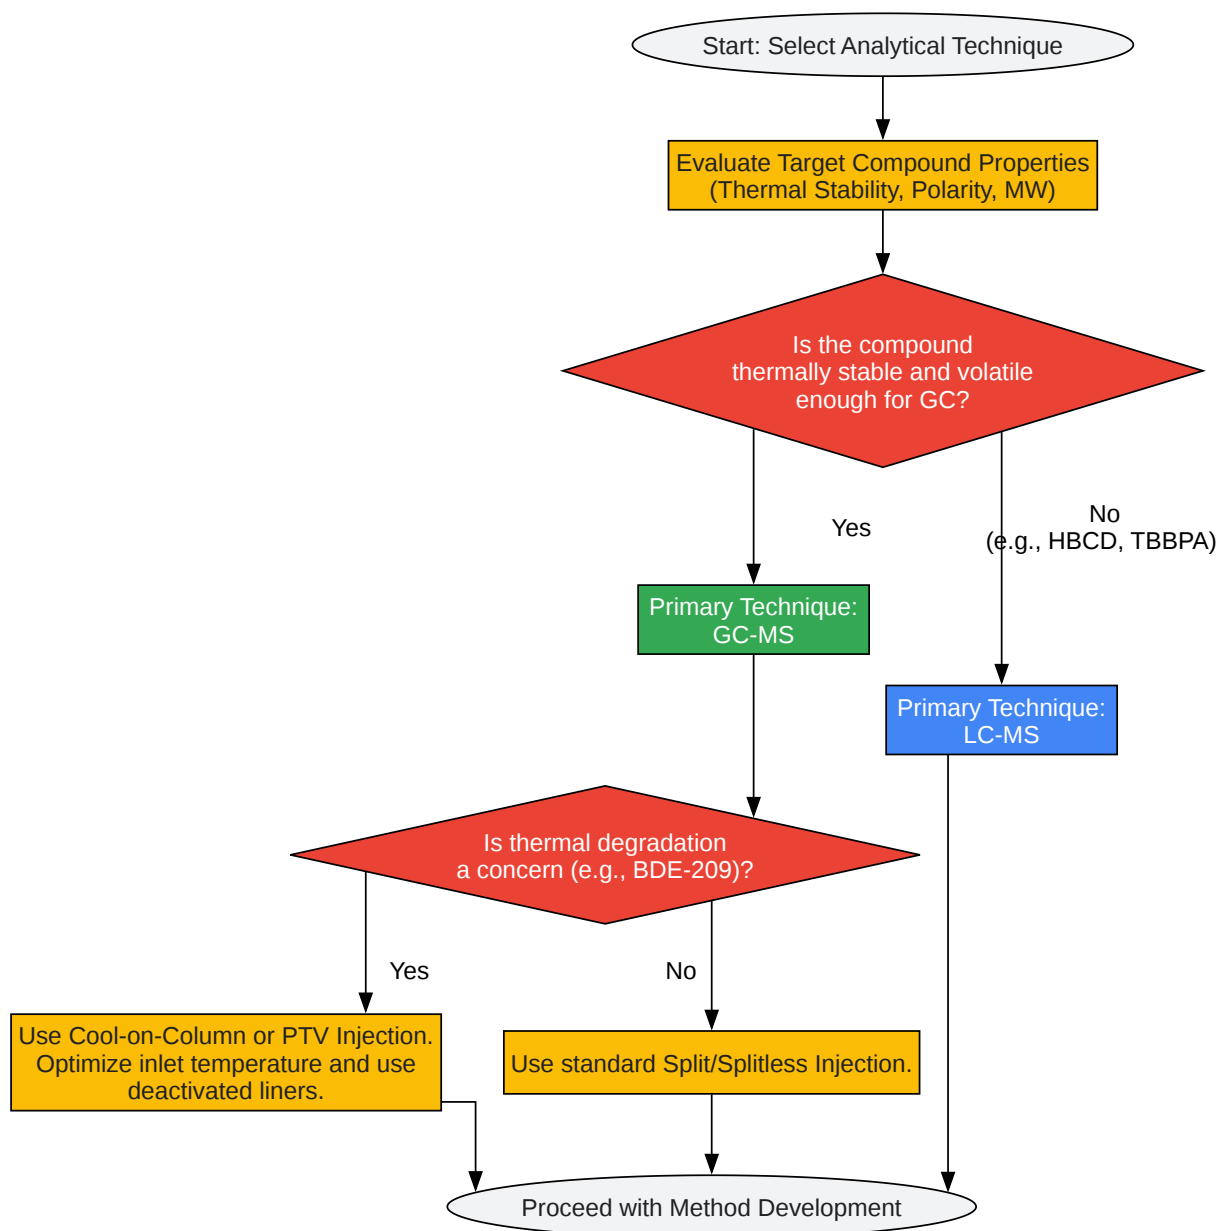 Start: Select Analytical Technique
Evaluate Target Compound Properties
(Thermal Stability, Polarity, MW)
Is the compound
thermally stable and volatile
enough for GC?
Yes
No
(e.g., HBCD, TBBPA)
Primary Technique:
GC-MS
Primary Technique:
LC-MS
Is thermal degradation
a concern (e.g., BDE-209)?
Yes
No
Use Cool-on-Column or PTV Injection.
Optimize inlet temperature and use
deactivated liners.
Use standard Split/Splitless Injection.
Proceed with Method Development